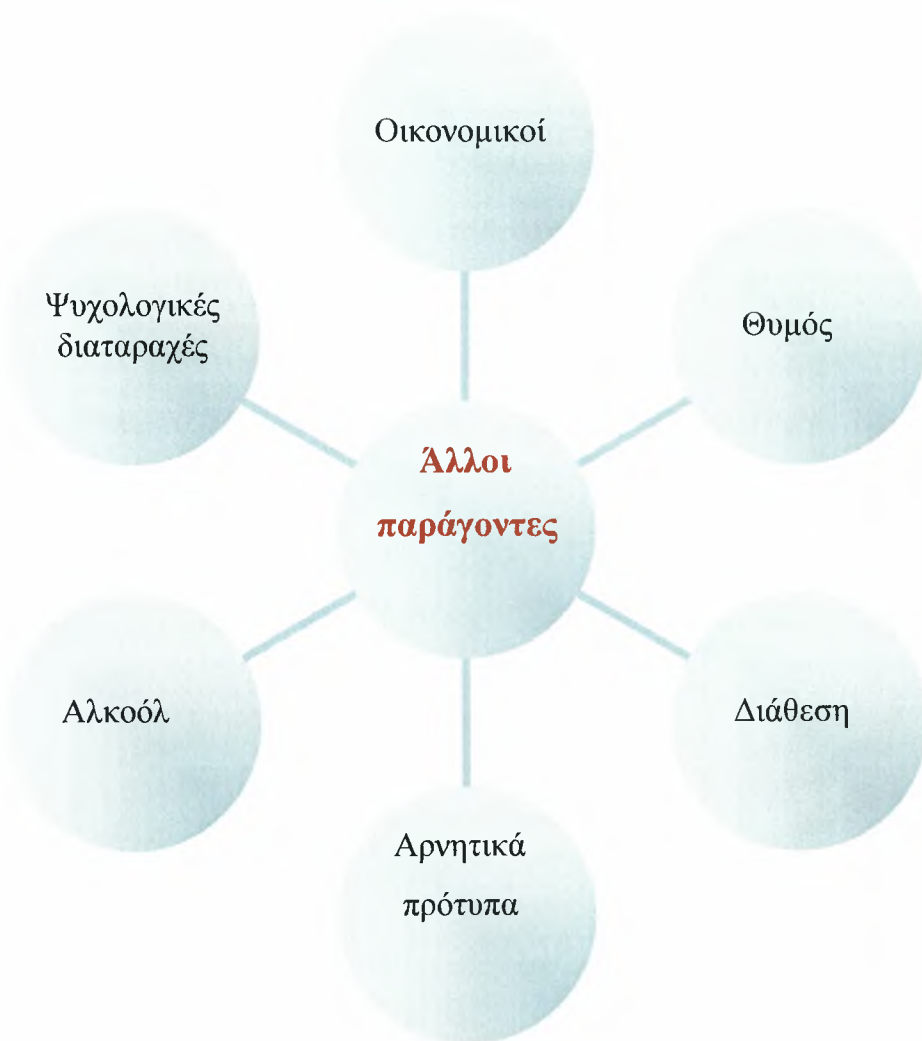 Οικονομικοί
Ψυχολογικές
διαταραχές
Θυμός
Άλλοι
παράγοντες
Αλκοόλ
Διάθεση
Αρνητικά
πρότυπα